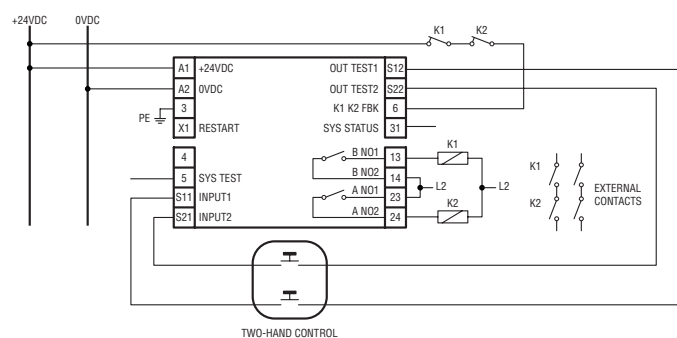 +24VDC 0VDC
K1 K2
A1 +24VDC OUT TEST1 S12
A2 0VDC OUT TEST2 S22
PE 3 K1 K2 FBK 6
X1 RESTART SYS STATUS 31
4 B NO1 13 K1
5 SYS TEST B NO2 14
S11 INPUT1 A NO1 23
L2 L2
S21 INPUT2 A NO2 24 K2
K1
K2
EXTERNAL
CONTACTS
TWO-HAND CONTROL